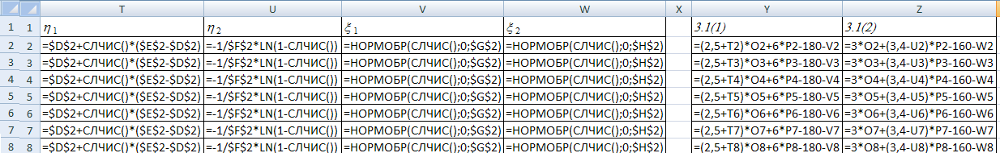 T U V W X Y Z
1 1 η 1 η 2 ξ 1 ξ 2 3.1(1) 3.1(2)
2 2 =$D$2+СЛЧИС()*($E$2-$D$2) =-1/$F$2*LN(1-СЛЧИС()) =НОРМОБР(СЛЧИС();0;$G$2) =НОРМОБР(СЛЧИС();0;$H$2) =(2,5+T2)*O2+6*P2-180-V2 =3*O2+(3,4-U2)*P2-160-W2
3 3 =$D$2+СЛЧИС()*($E$2-$D$2) =-1/$F$2*LN(1-СЛЧИС()) =НОРМОБР(СЛЧИС();0;$G$2) =НОРМОБР(СЛЧИС();0;$H$2) =(2,5+T3)*O3+6*P3-180-V3 =3*O3+(3,4-U3)*P3-160-W3
4 4 =$D$2+СЛЧИС()*($E$2-$D$2) =-1/$F$2*LN(1-СЛЧИС()) =НОРМОБР(СЛЧИС();0;$G$2) =НОРМОБР(СЛЧИС();0;$H$2) =(2,5+T4)*O4+6*P4-180-V4 =3*O4+(3,4-U4)*P4-160-W4
5 5 =$D$2+СЛЧИС()*($E$2-$D$2) =-1/$F$2*LN(1-СЛЧИС()) =НОРМОБР(СЛЧИС();0;$G$2) =НОРМОБР(СЛЧИС();0;$H$2) =(2,5+T5)*O5+6*P5-180-V5 =3*O5+(3,4-U5)*P5-160-W5
6 6 =$D$2+СЛЧИС()*($E$2-$D$2) =-1/$F$2*LN(1-СЛЧИС()) =НОРМОБР(СЛЧИС();0;$G$2) =НОРМОБР(СЛЧИС();0;$H$2) =(2,5+T6)*O6+6*P6-180-V6 =3*O6+(3,4-U6)*P6-160-W6
7 7 =$D$2+СЛЧИС()*($E$2-$D$2) =-1/$F$2*LN(1-СЛЧИС()) =НОРМОБР(СЛЧИС();0;$G$2) =НОРМОБР(СЛЧИС();0;$H$2) =(2,5+T7)*O7+6*P7-180-V7 =3*O7+(3,4-U7)*P7-160-W7
8 8 =$D$2+СЛЧИС()*($E$2-$D$2) =-1/$F$2*LN(1-СЛЧИС()) =НОРМОБР(СЛЧИС();0;$G$2) =НОРМОБР(СЛЧИС();0;$H$2) =(2,5+T8)*O8+6*P8-180-V8 =3*O8+(3,4-U8)*P8-160-W8